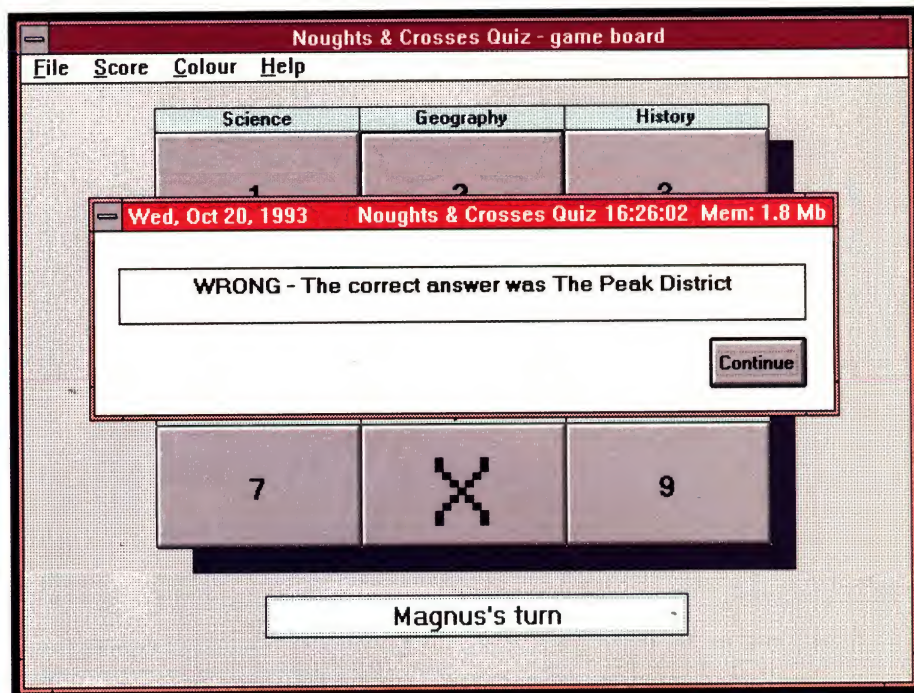 Noughts & Crosses Quiz - game board
File Score Colour Help
Science Geography History
1 2 3
Wed, Oct 20, 1993 Noughts & Crosses Quiz 16:26:02 Mem: 1.8 Mb
WRONG - The correct answer was The Peak District
Continue
7 9
Magnus's turn